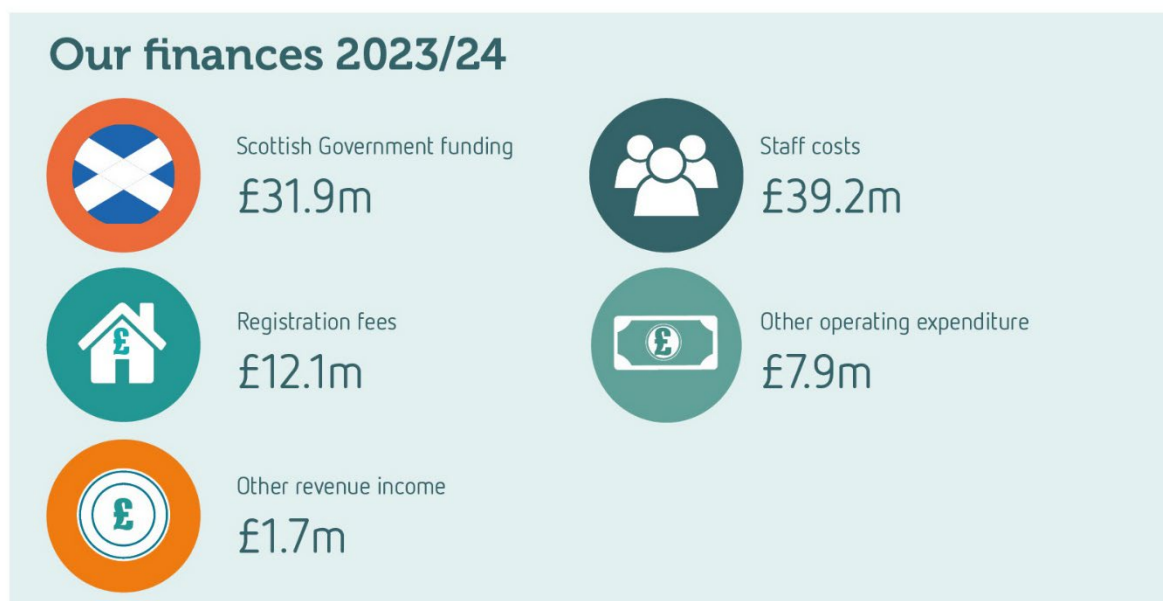 Our finances 2023/24
Scottish Government funding
£31.9m
Staff costs
£39.2m
Registration fees
£12.1m
Other operating expenditure
£7.9m
Other revenue income
£1.7m
£
£
£